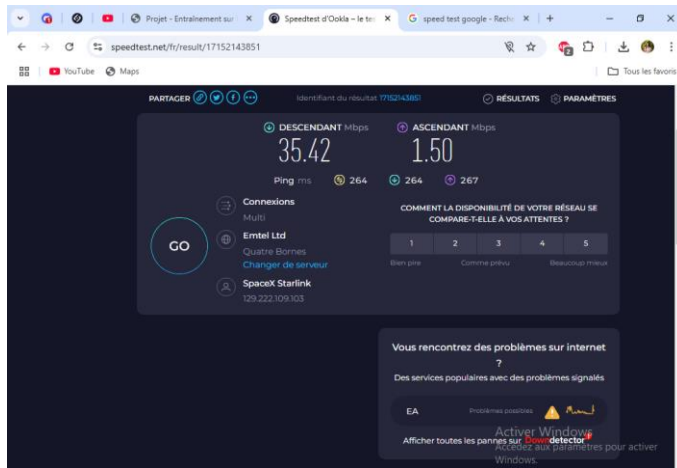 Projet - Entraînement sur
Speedtest d'Ookla – le tes
speed test google - Reche
speedtest.net/fr/result/17152143851
YouTube
Maps
Tous les favoris
PARTAGER
Identifiant du résultat 17152143851
RÉSULTATS
PARAMÈTRES
DESCENDANT Mbps
ASCENDANT Mbps
35.42
1.50
Ping ms
264
264
267
Connexions
Multi
Emtel Ltd
Quatre Bornes
Changer de serveur
SpaceX Starlink
129.222.109.103
GO
COMMENT LA DISPONIBILITÉ DE VOTRE RÉSEAU SE
COMPARE-T-ELLE À VOS ATTENTES ?
1 2 3 4 5
Bien pire
Comme prévu
Beaucoup mieux
Vous rencontrez des problèmes sur internet
?
Des services populaires avec des problèmes signalés
EA
Problèmes possibles
Afficher toutes les pannes sur Downdetector
Activer Windows
Accédez aux paramètres pour activer
Windows.